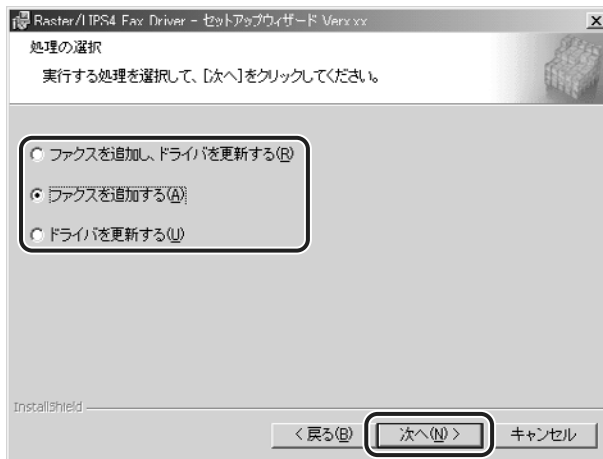 Raster/LIPS4 Fax Driver - セットアップウィザード Verx.xx
処理の選択
実行する処理を選択して、[次へ]をクリックしてください。
ファクスを追加し、ドライバを更新する(R)
ファクスを追加する(A)
ドライバを更新する(U)
InstallShield
< 戻る(B) 次へ(N) > キャンセル